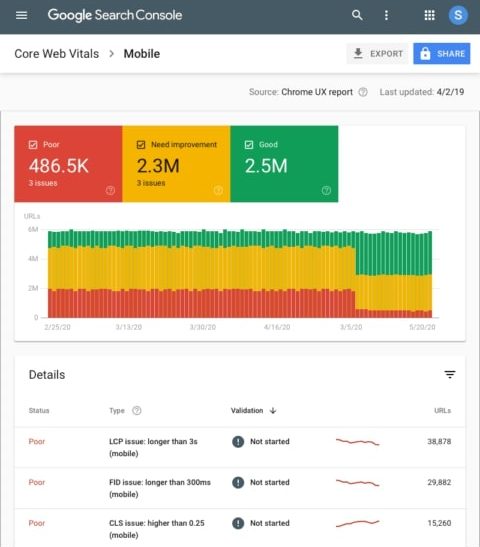 Google Search Console
S
Core Web Vitals > Mobile
EXPORT
SHARE
Source: Chrome UX report
Last updated: 4/2/19
Poor
486.5K
3 issues
Need improvement
2.3M
3 issues
Good
2.5M
URLs
6M
4M
2M
0
2/25/20
3/13/20
3/30/20
4/16/20
3/5/20
5/20/20
Details
Status
Type
Validation
URLs
Poor
LCP issue: longer than 3s
(mobile)
Not started
38,878
Poor
FID issue: longer than 300ms
(mobile)
Not started
29,882
Poor
CLS issue: higher than 0.25
(mobile)
Not started
15,260